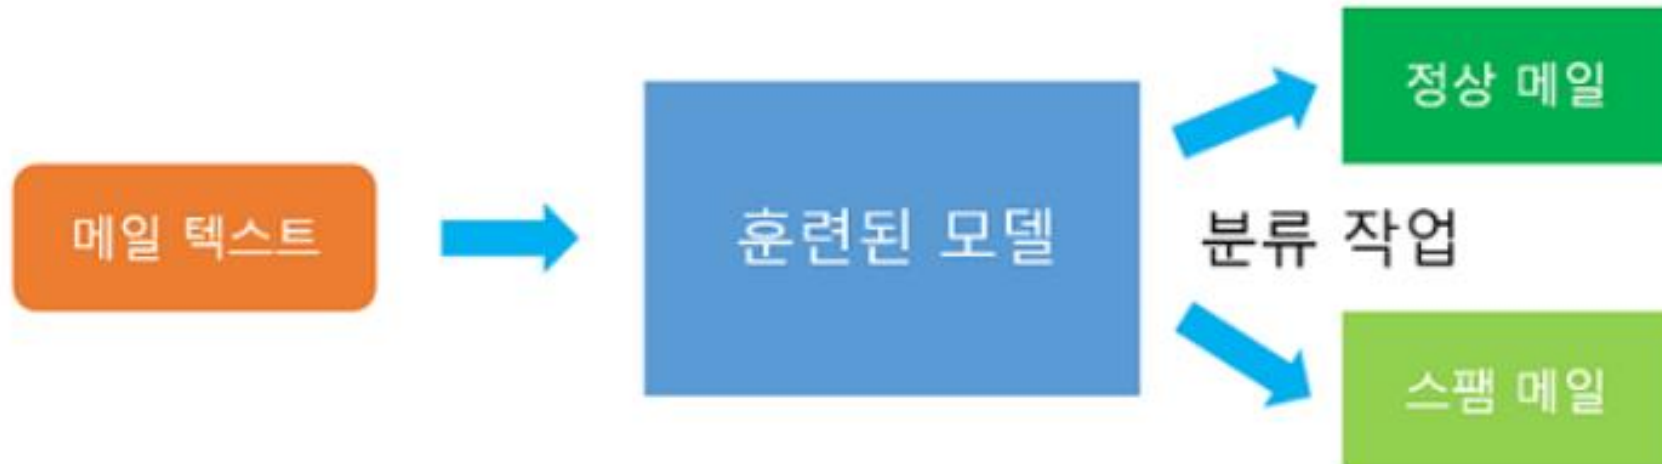 정상 메일
메일 텍스트
훈련된 모델
분류 작업
스팸 메일